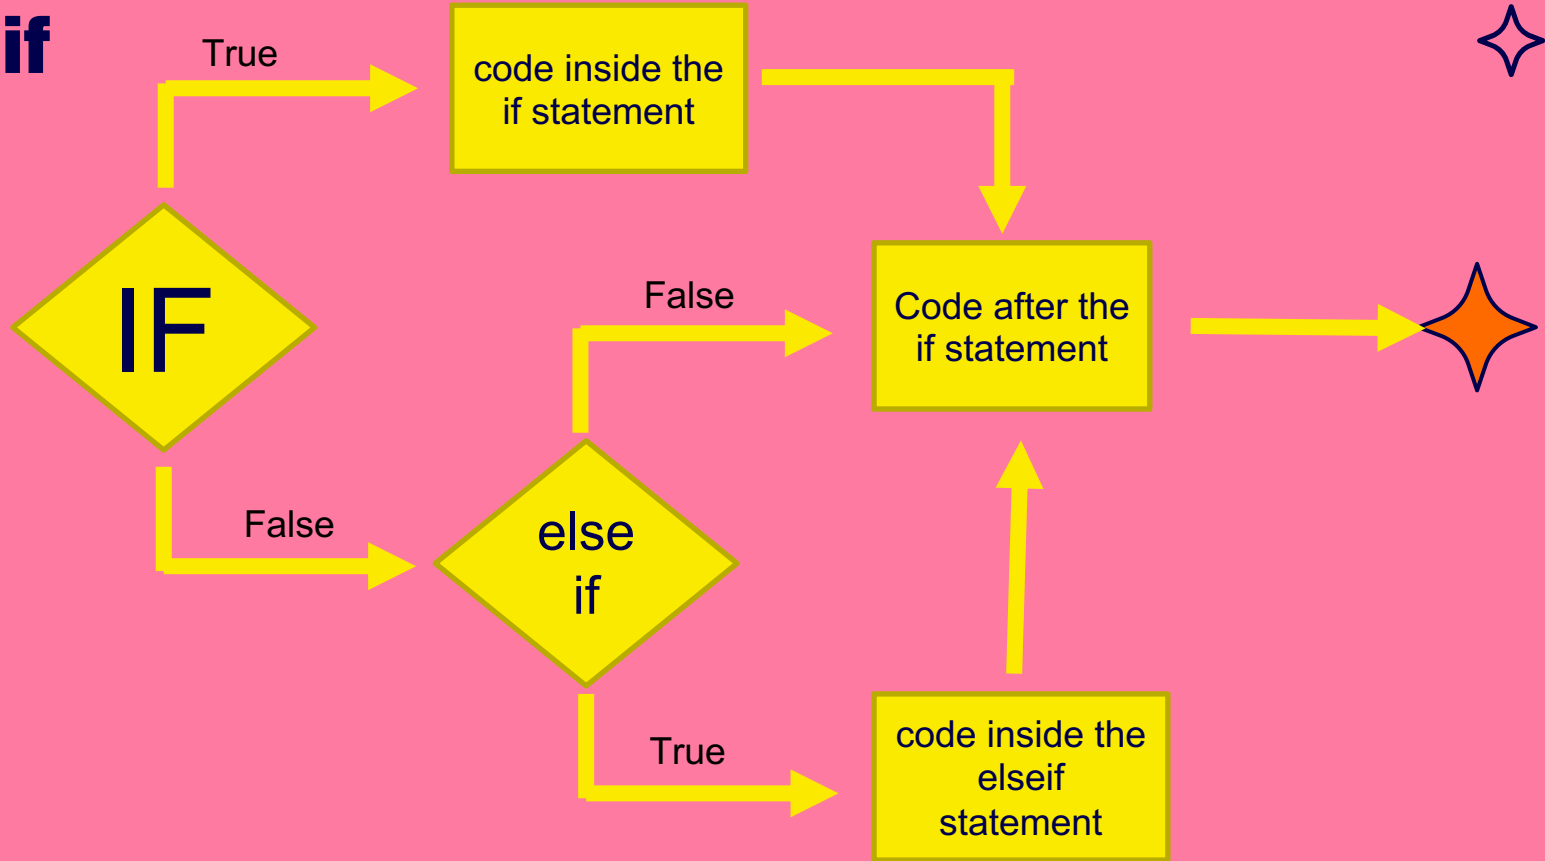 if
True
code inside the
if statement
IF
False
Code after the
if statement
False
else
if
True
code inside the
elseif
statement